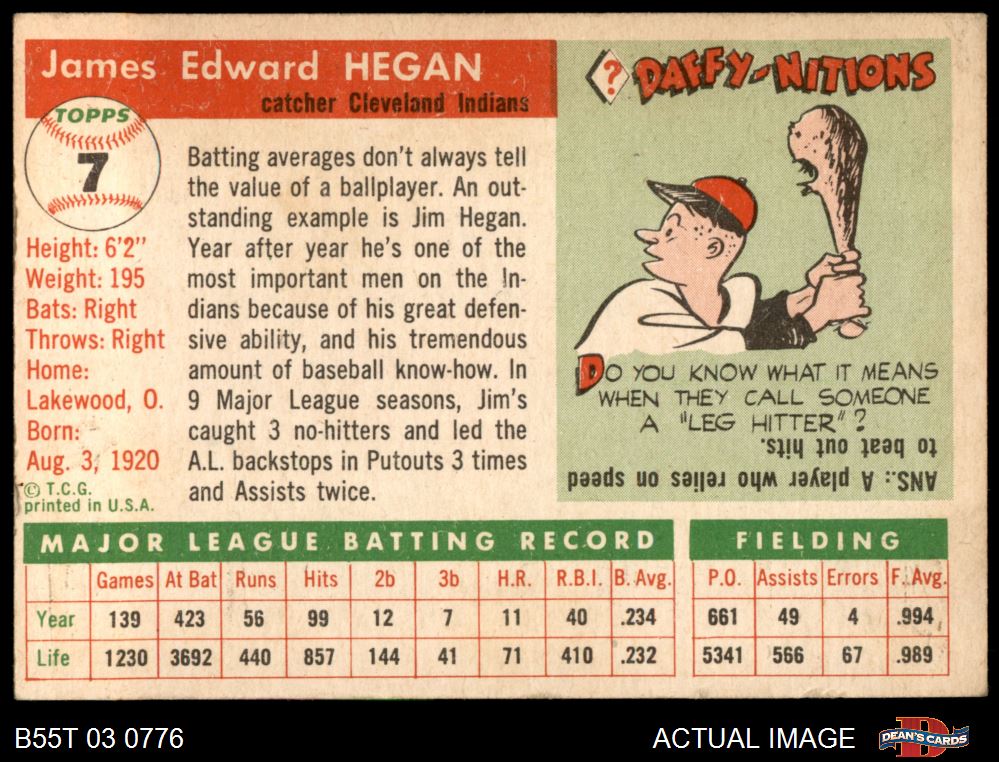 James Edward HEGAN
catcher Cleveland Indians
TOPPS
7
Height: 6'2"
Weight: 195
Bats: Right
Throws: Right
Home:
Lakewood, O.
Born:
Aug. 3, 1920
© T.C.G.
printed in U.S.A.
Batting averages don't always tell
the value of a ballplayer. An out-
standing example is Jim Hegan.
Year after year he's one of the
most important men on the In-
dians because of his great defen-
sive ability, and his tremendous
amount of baseball know-how. In
9 Major League seasons, Jim's
caught 3 no-hitters and led the
A.L. backstops in Putouts 3 times
and Assists twice.
? DAFFY-NITIONS
DO YOU KNOW WHAT IT MEANS
WHEN THEY CALL SOMEONE
A "LEG HITTER"?
ANS.: A player who relies on speed
to beat out hits.
MAJOR LEAGUE BATTING RECORD
Games At Bat Runs Hits 2b 3b H.R. R.B.I. B. Avg.
Year 139 423 56 99 12 7 11 40 .234
Life 1230 3692 440 857 144 41 71 410 .232
FIELDING
P.O. Assists Errors F. Avg.
661 49 4 .994
5341 566 67 .989
B55T 03 0776
ACTUAL IMAGE
DEAN'S CARDS